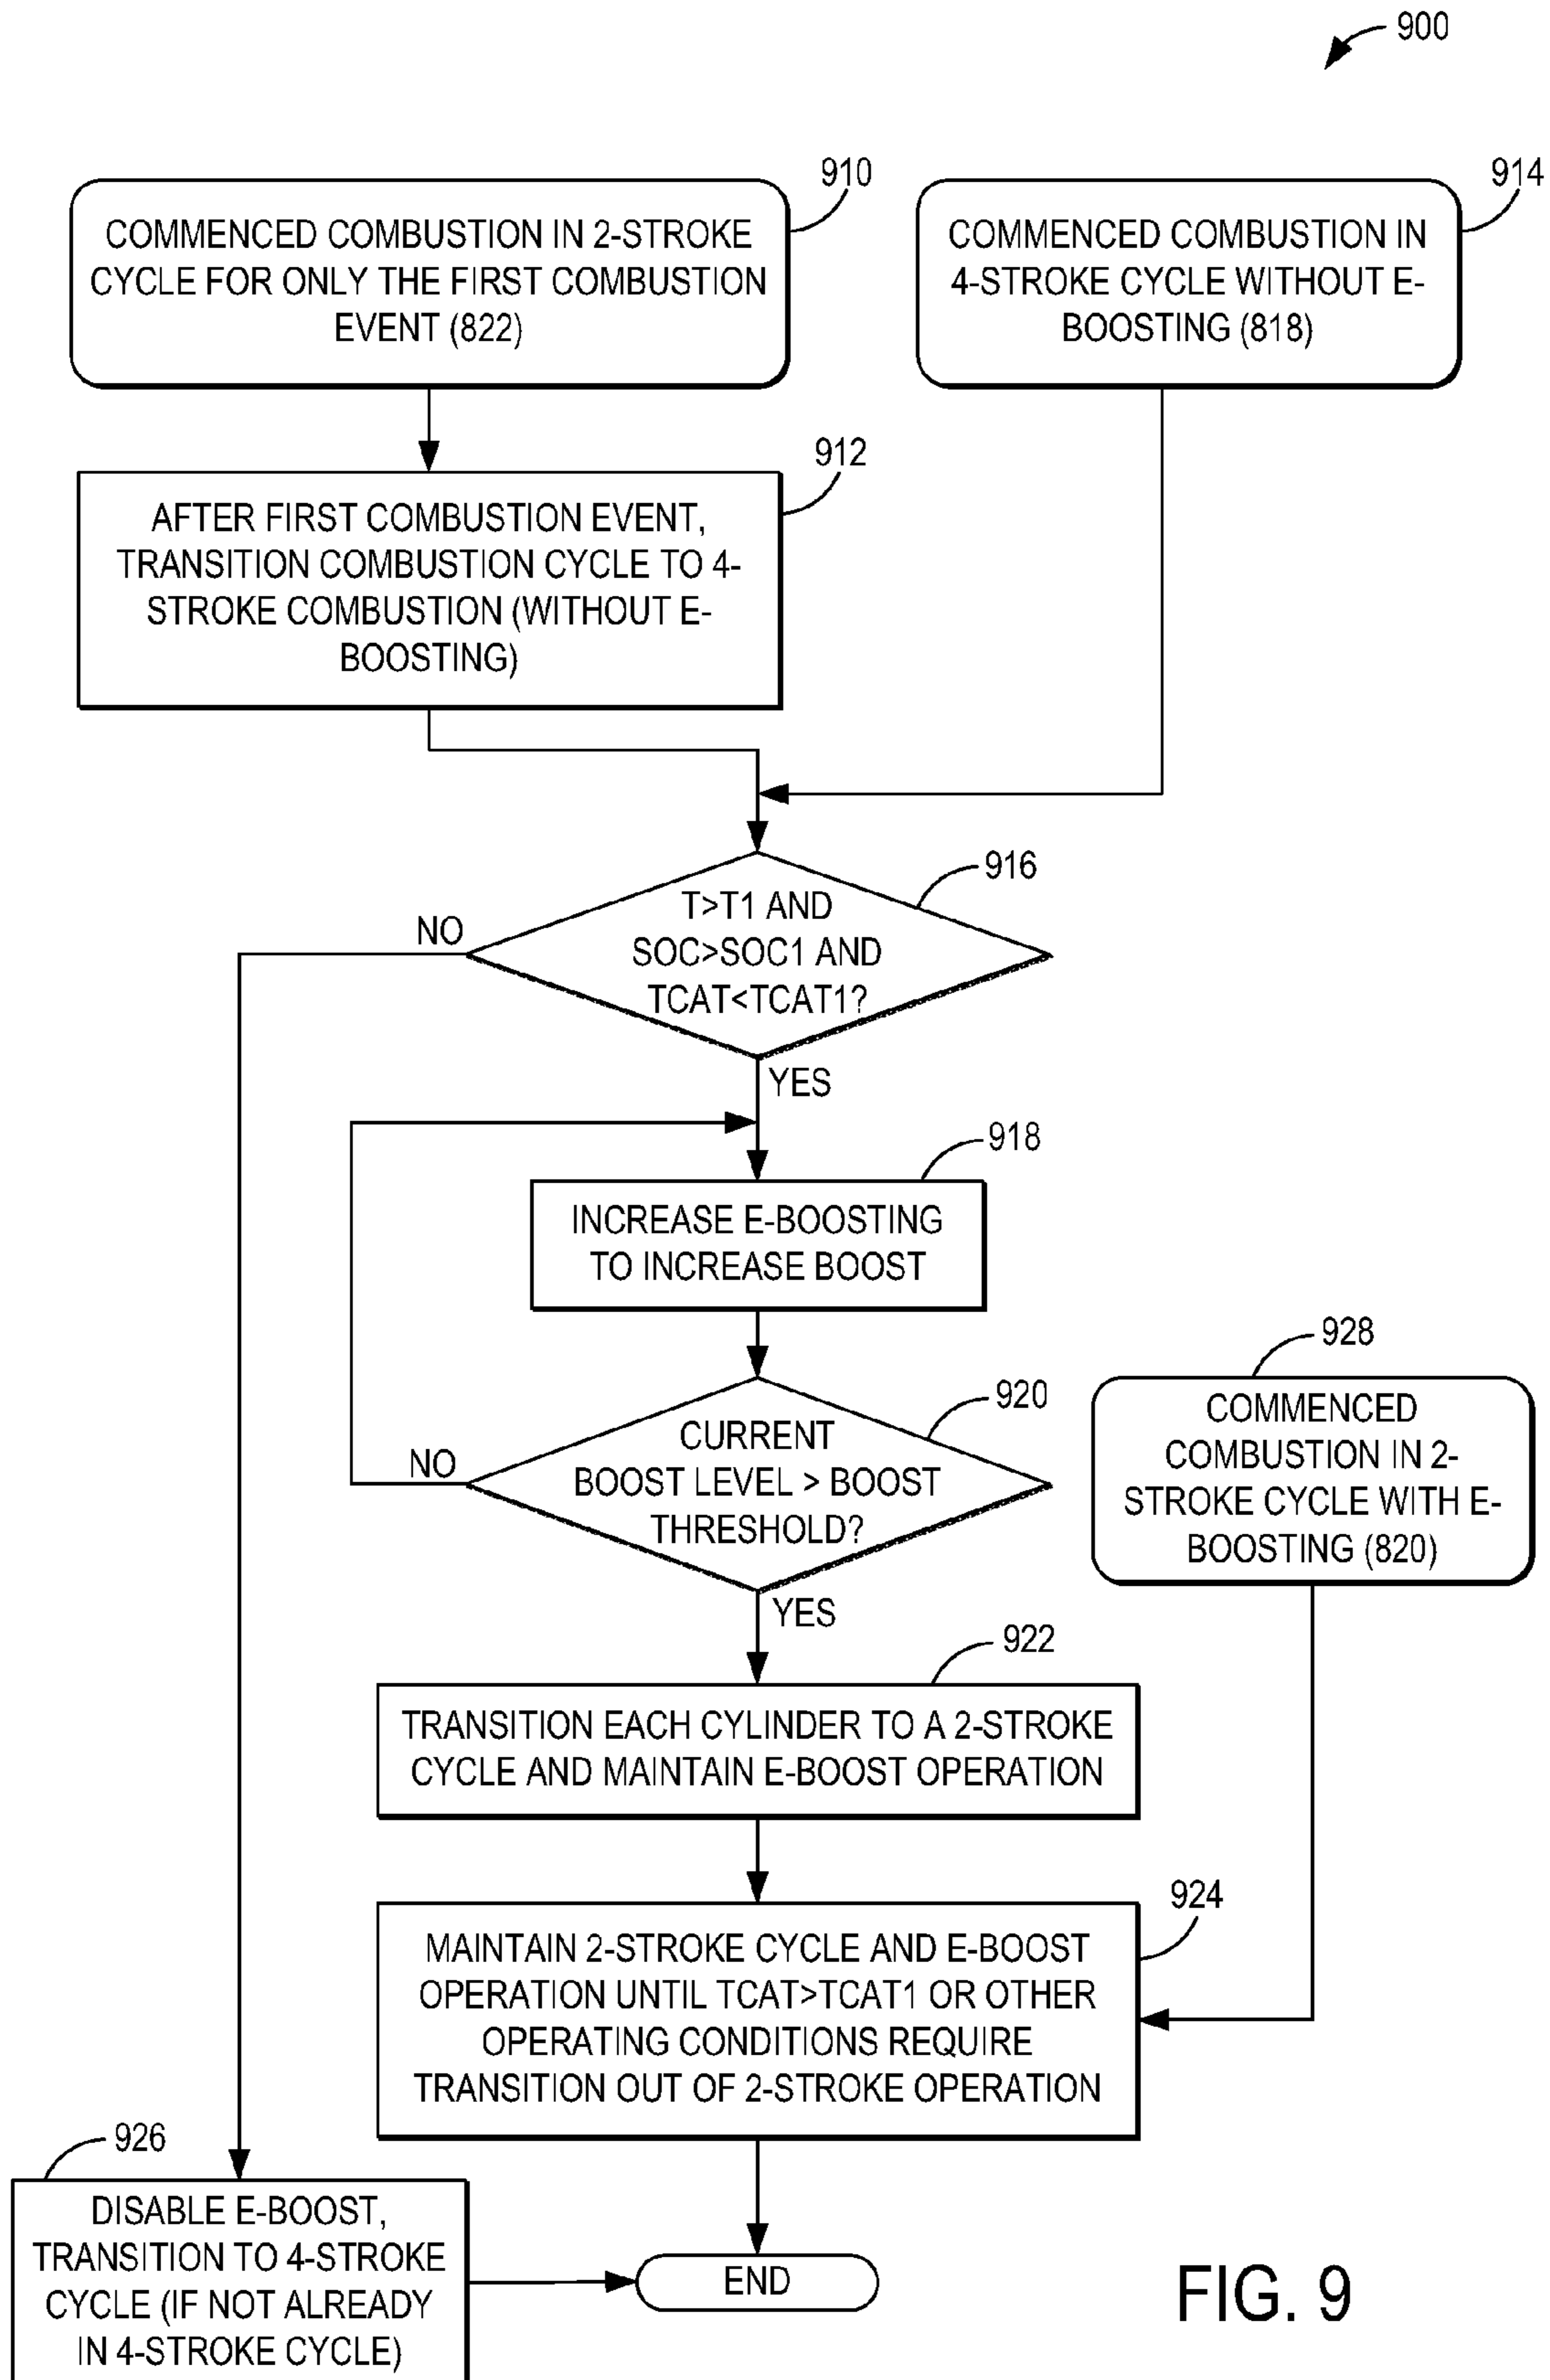 900
910
COMMENCED COMBUSTION IN 2-STROKE
CYCLE FOR ONLY THE FIRST COMBUSTION
EVENT (822)
914
COMMENCED COMBUSTION IN
4-STROKE CYCLE WITHOUT E-
BOOSTING (818)
912
AFTER FIRST COMBUSTION EVENT,
TRANSITION COMBUSTION CYCLE TO 4-
STROKE COMBUSTION (WITHOUT E-
BOOSTING)
916
T>T1 AND
SOC>SOC1 AND
TCAT<TCAT1?
NO
YES
918
INCREASE E-BOOSTING
TO INCREASE BOOST
920
CURRENT
BOOST LEVEL > BOOST
THRESHOLD?
NO
YES
928
COMMENCED
COMBUSTION IN 2-
STROKE CYCLE WITH E-
BOOSTING (820)
922
TRANSITION EACH CYLINDER TO A 2-STROKE
CYCLE AND MAINTAIN E-BOOST OPERATION
924
MAINTAIN 2-STROKE CYCLE AND E-BOOST
OPERATION UNTIL TCAT>TCAT1 OR OTHER
OPERATING CONDITIONS REQUIRE
TRANSITION OUT OF 2-STROKE OPERATION
926
DISABLE E-BOOST,
TRANSITION TO 4-STROKE
CYCLE (IF NOT ALREADY
IN 4-STROKE CYCLE)
END
FIG. 9